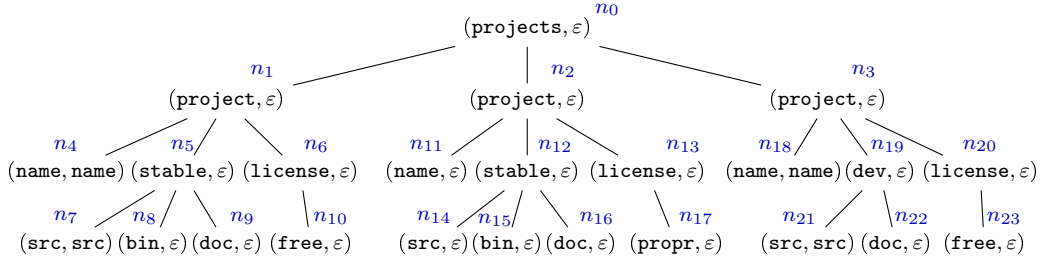 n₀
(projects, ε)
n₁ n₂ n₃
(project, ε) (project, ε) (project, ε)
n₄ n₅ n₆ n₁₁ n₁₂ n₁₃ n₁₈ n₁₉ n₂₀
(name, name) (stable, ε) (license, ε) (name, ε) (stable, ε) (license, ε) (name, name) (dev, ε) (license, ε)
n₇ n₈ n₉ n₁₀ n₁₄ n₁₅ n₁₆ n₁₇ n₂₁ n₂₂ n₂₃
(src, src) (bin, ε) (doc, ε) (free, ε) (src, ε) (bin, ε) (doc, ε) (propr, ε) (src, src) (doc, ε) (free, ε)